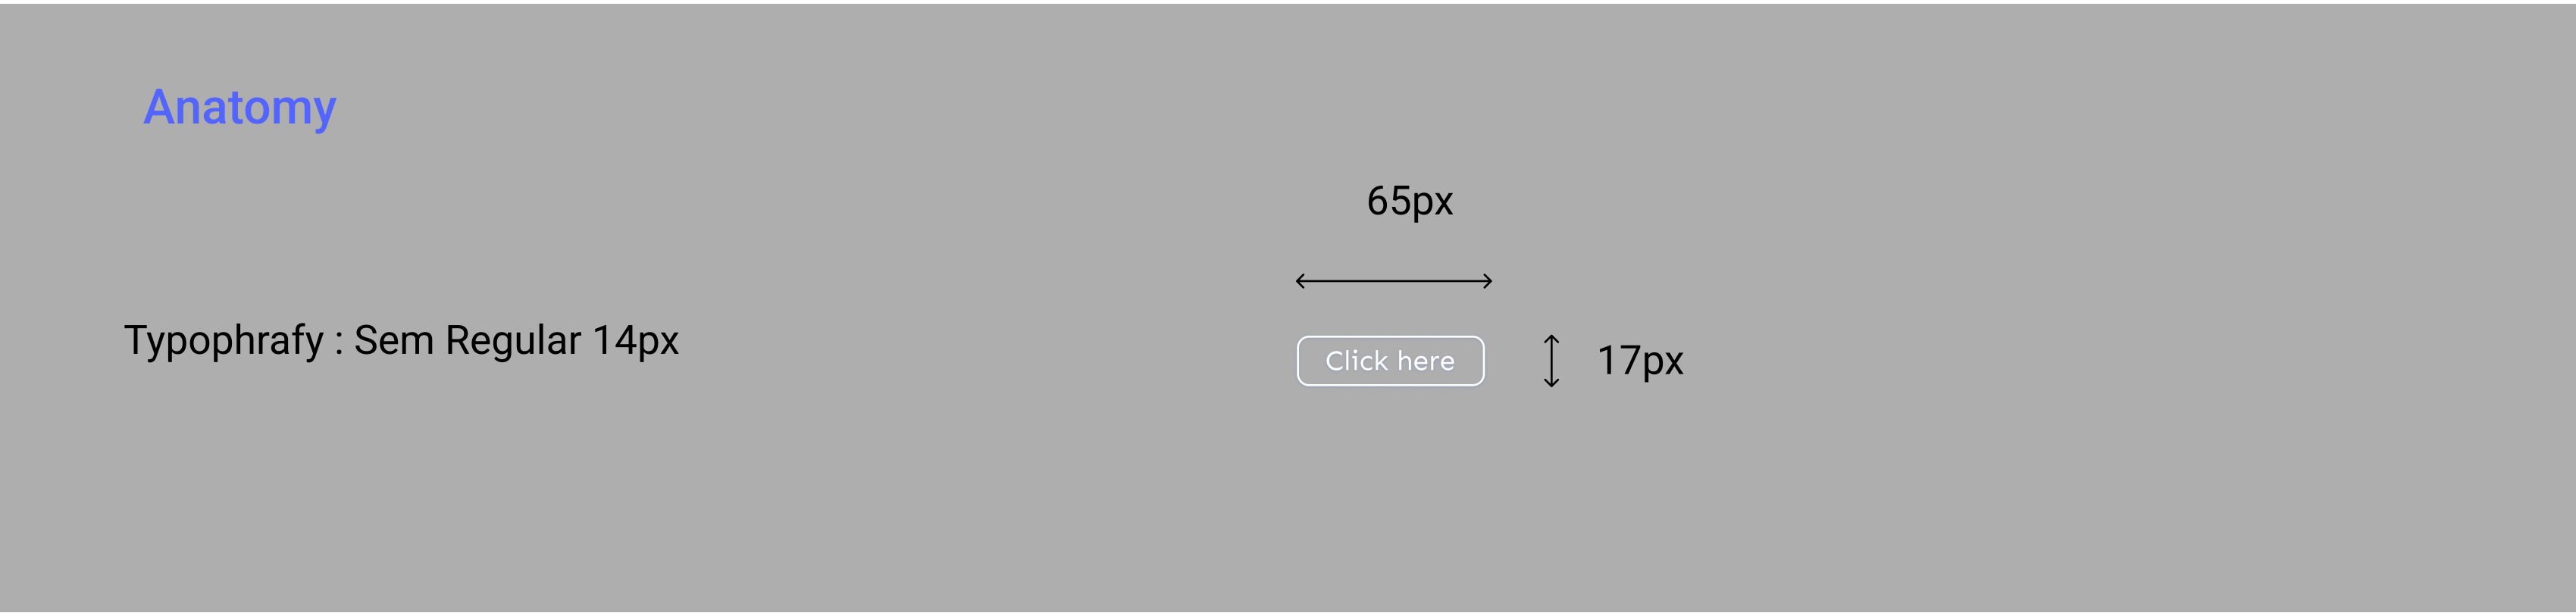 Anatomy
65px
Typophrafy : Sem Regular 14px
Click here
17px